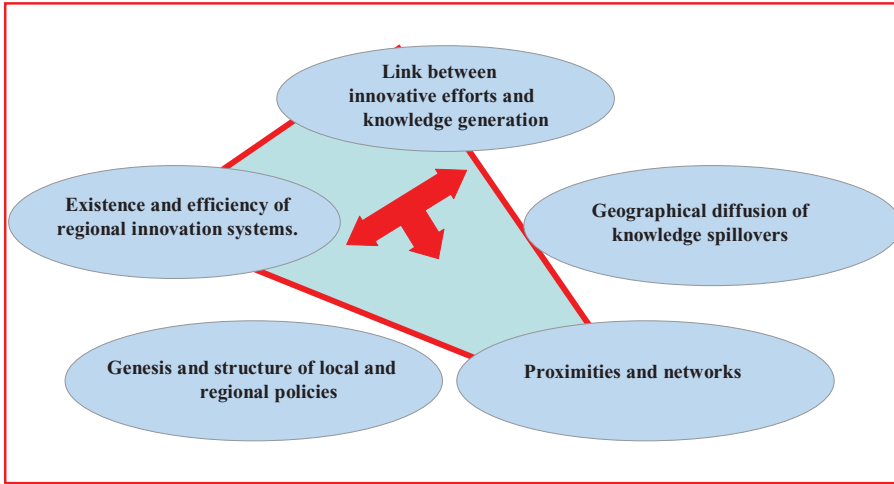 Link between
innovative efforts and
knowledge generation
Existence and efficiency of
regional innovation systems.
Geographical diffusion of
knowledge spillovers
Genesis and structure of local and
regional policies
Proximities and networks